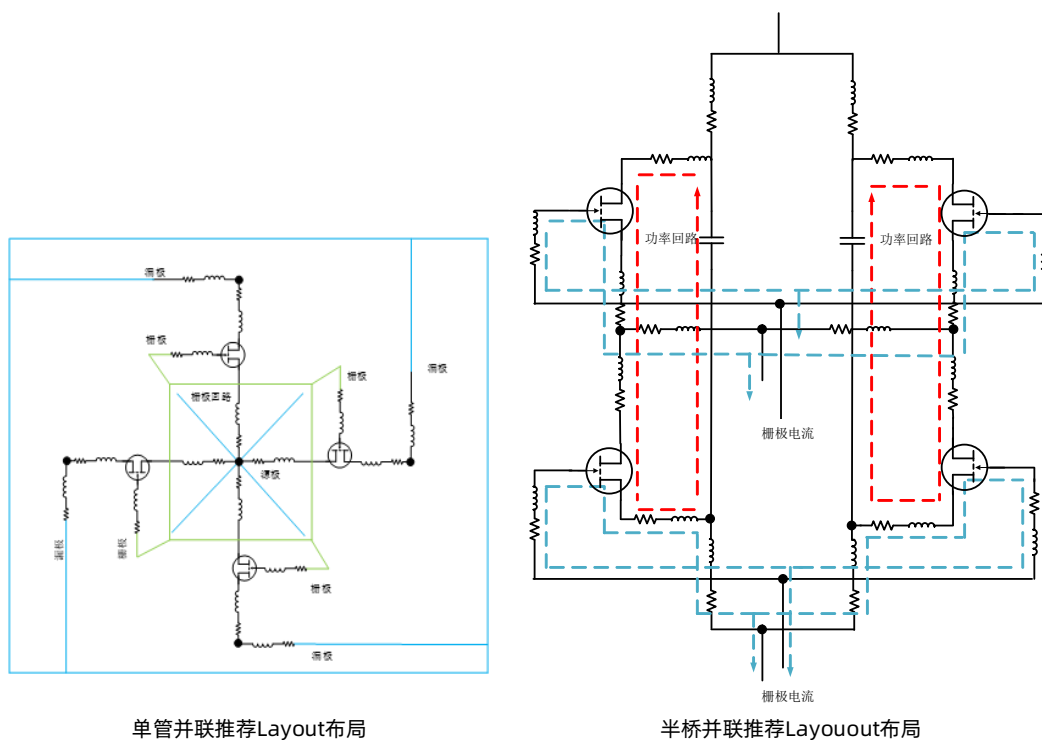 漏极
栅极
栅极
漏极
栅极回路
源极
漏极
栅极
栅极
漏极
单管并联推荐Layout布局
功率回路
功率回路
栅极电流
栅极电流
半桥并联推荐Layouout布局